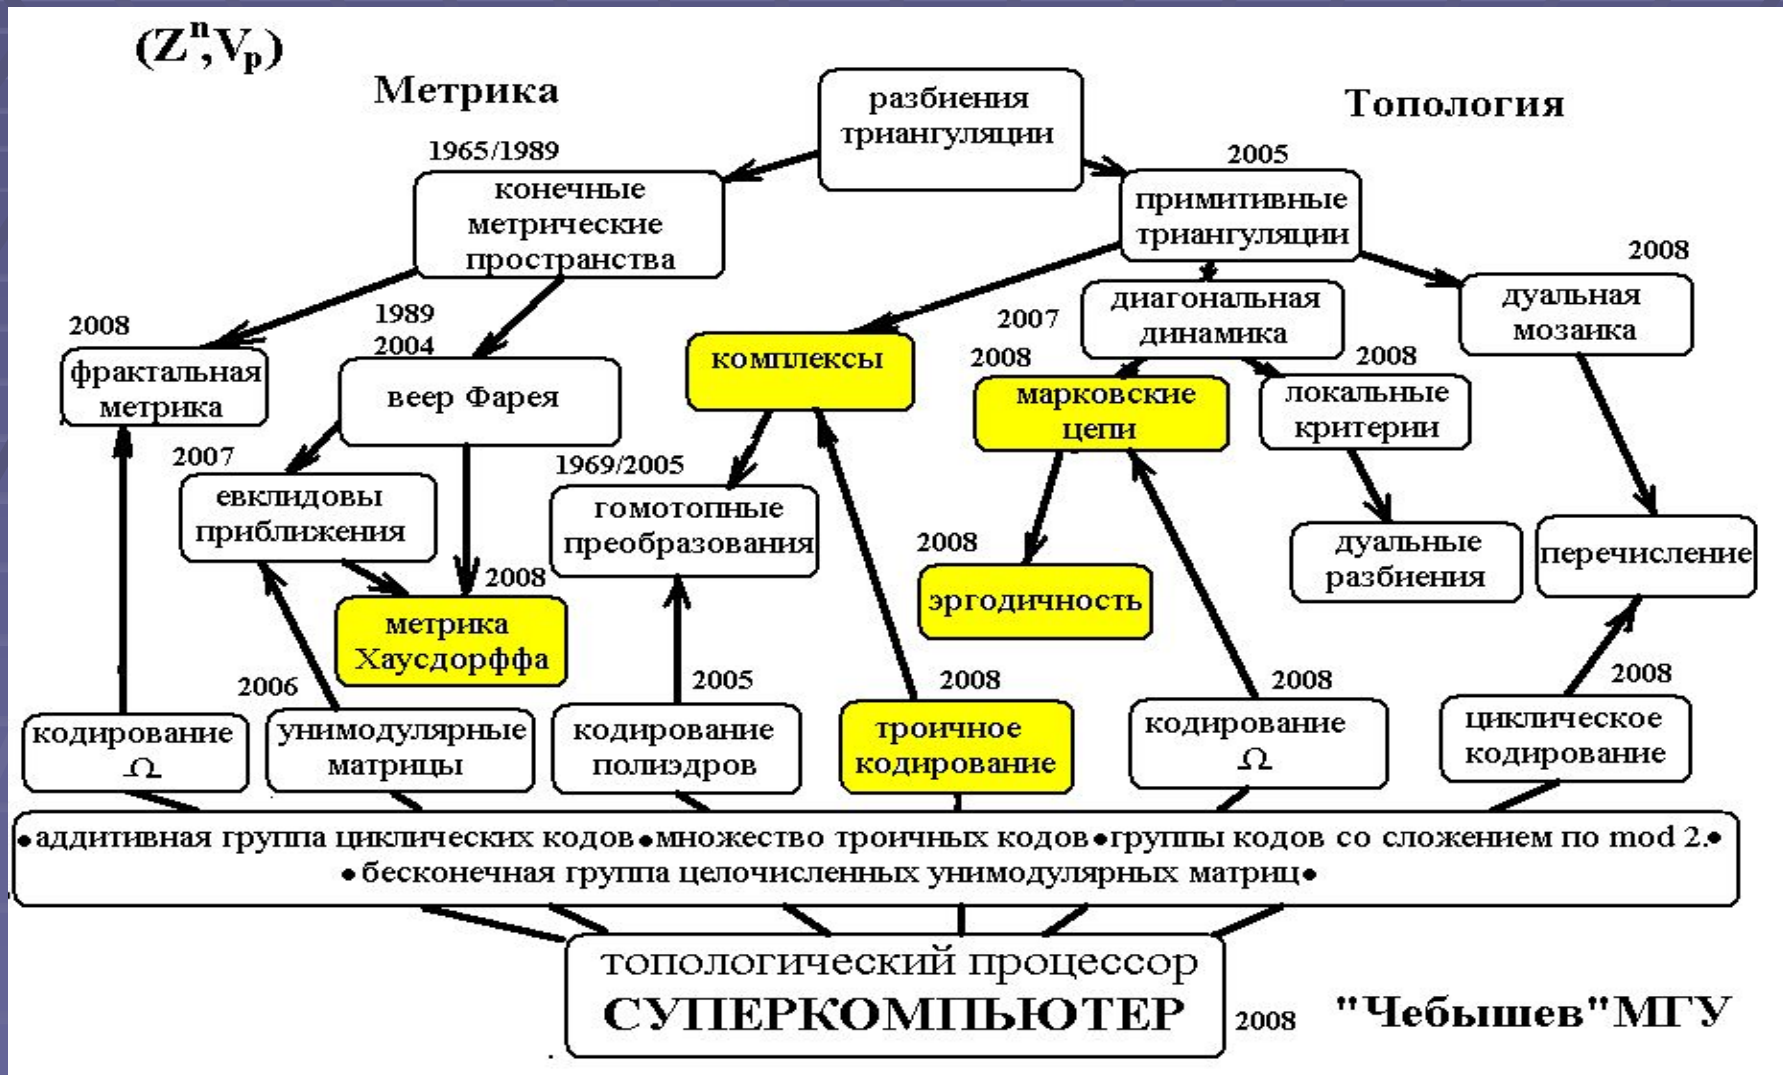 (Zⁿ,Vₚ)
Метрика
разбиения
триангуляции
Топология
1965/1989
конечные
метрические
пространства
2005
примитивные
триангуляции
2008
дуальная
мозаика
диагональная
динамика
2007
1989
2004
веер Фарея
2008
фрактальная
метрика
комплексы
2008
марковские
цепи
2008
локальные
критерии
2007
евклидовы
приближения
1969/2005
гомотопные
преобразования
2008
эргодичность
дуальные
разбиения
перечисление
2008
метрика
Хаусдорффа
кодирование
Ω
2006
унимодулярные
матрицы
2005
кодирование
полиэдров
2008
троичное
кодирование
2008
кодирование
Ω
2008
циклическое
кодирование
•аддитивная группа циклических кодов•множество троичных кодов•группы кодов со сложением по mod 2.•
•бесконечная группа целочисленных унимодулярных матриц•
топологический процессор
СУПЕРКОМПЬЮТЕР
2008
"Чебышев"МГУ